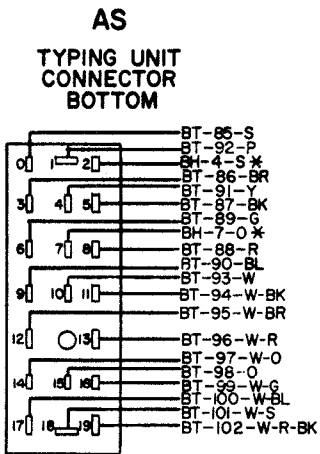 AS
TYPING UNIT
CONNECTOR
BOTTOM
BT-85-S
BT-92-P
0 1 2 BH-4-S *
BT-86-BR
BT-91-Y
3 4 5 BT-87-BK
BT-89-G
BH-7-O *
6 7 8 BT-88-R
BT-90-BL
BT-93-W
9 10 11 BT-94-W-BK
BT-95-W-BR
12 13 BT-96-W-R
BT-97-W-O
BT-98-O
14 15 16 BT-99-W-G
BT-100-W-BL
BT-101-W-S
17 18 19 BT-102-W-R-BK